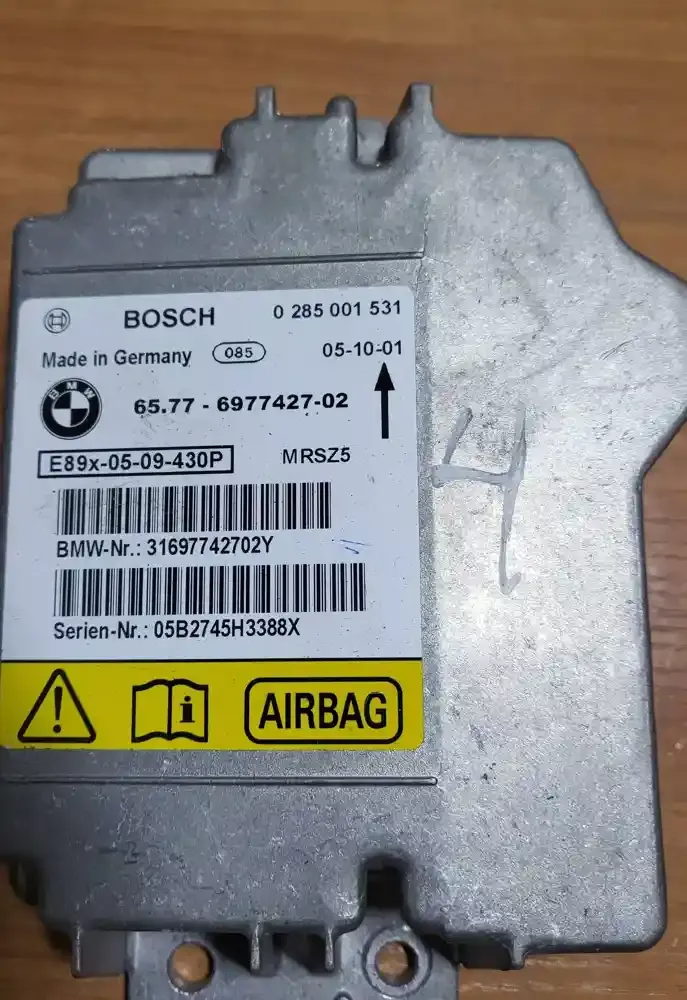 BOSCH 0 285 001 531
Made in Germany 085 05-10-01
BMW 65.77 - 6977427-02
E89x-05-09-430P MRSZ5
BMW-Nr.: 31697742702Y
Serien-Nr.: 05B2745H3388X
AIRBAG
4